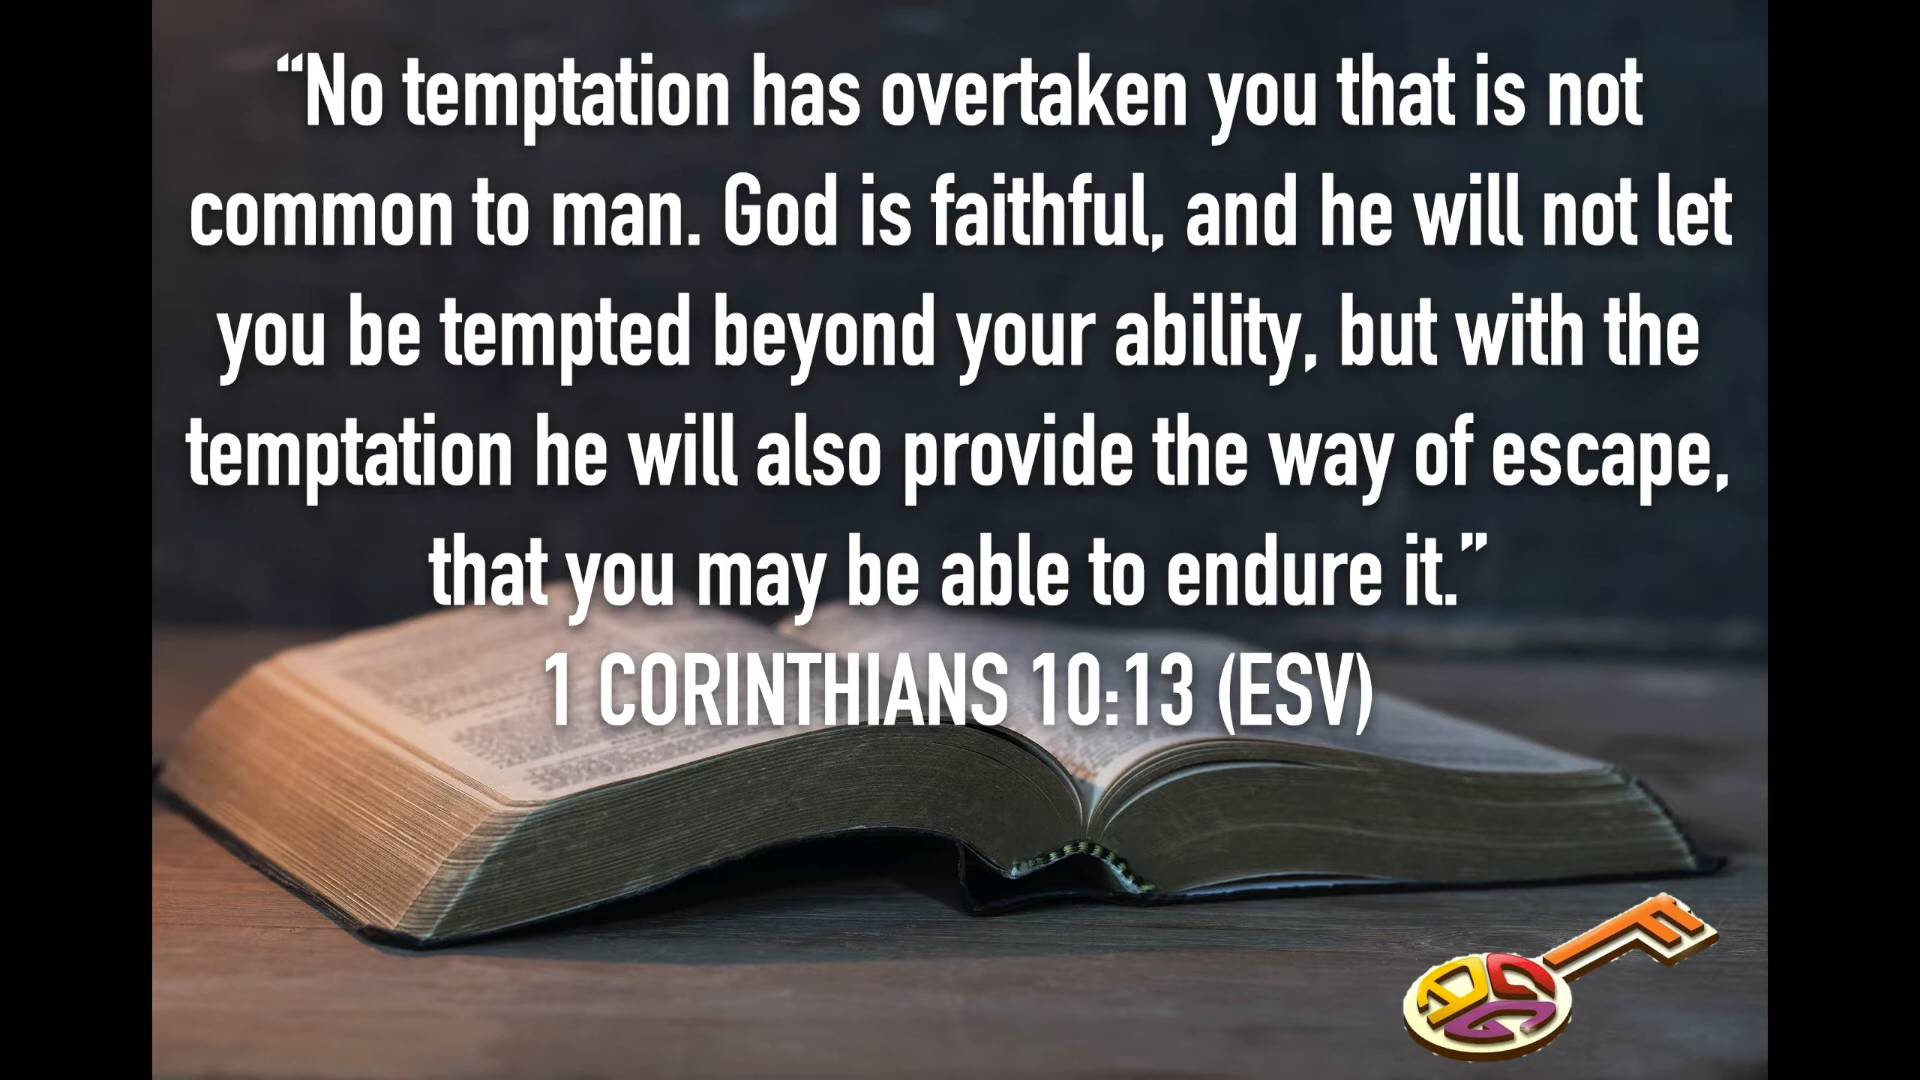 “No temptation has overtaken you that is not
common to man. God is faithful, and he will not let
you be tempted beyond your ability, but with the
temptation he will also provide the way of escape,
that you may be able to endure it.”
1 CORINTHIANS 10:13 (ESV)